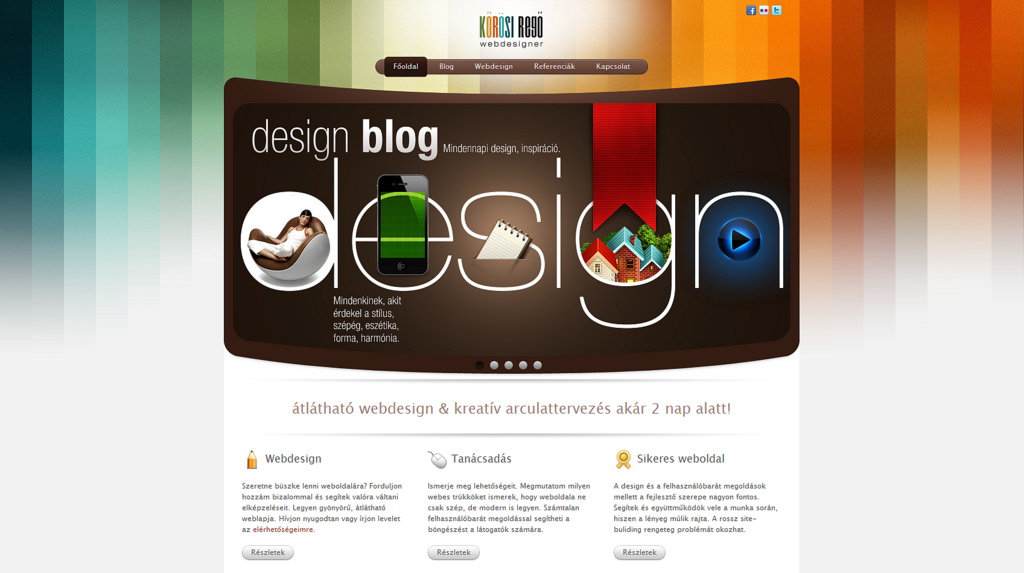 KŐRÖSI REGŐ
webdesigner
Főoldal Blog Webdesign Referenciák Kapcsolat
design blog Mindennapi design, inspiráció.
design
Mindenkinek, akit
érdekel a stílus,
szépég, eszétika,
forma, harmónia.
átlátható webdesign & kreatív arculattervezés akár 2 nap alatt!
Webdesign
Szeretne büszke lenni weboldalára? Forduljon
hozzám bizalommal és segítek valóra váltani
elképzeléseit. Legyen gyönyörű, átlátható
weblapja. Hívjon nyugodtan vagy írjon levelet
az elérhetőségeimre.
Részletek
Tanácsadás
Ismerje meg lehetőségeit. Megmutatom milyen
webes trükköket ismerek, hogy weboldala ne
csak szép, de modern is legyen. Számtalan
felhasználóbarát megoldással segítheti a
böngészést a látogatók számára.
Részletek
Sikeres weboldal
A design és a felhasználóbarát megoldások
mellett a fejlesztő szerepe nagyon fontos.
Segítek és együttműködök vele a munka során,
hiszen a lényeg múlik rajta. A rossz site-
buliding rengeteg problémát okozhat.
Részletek